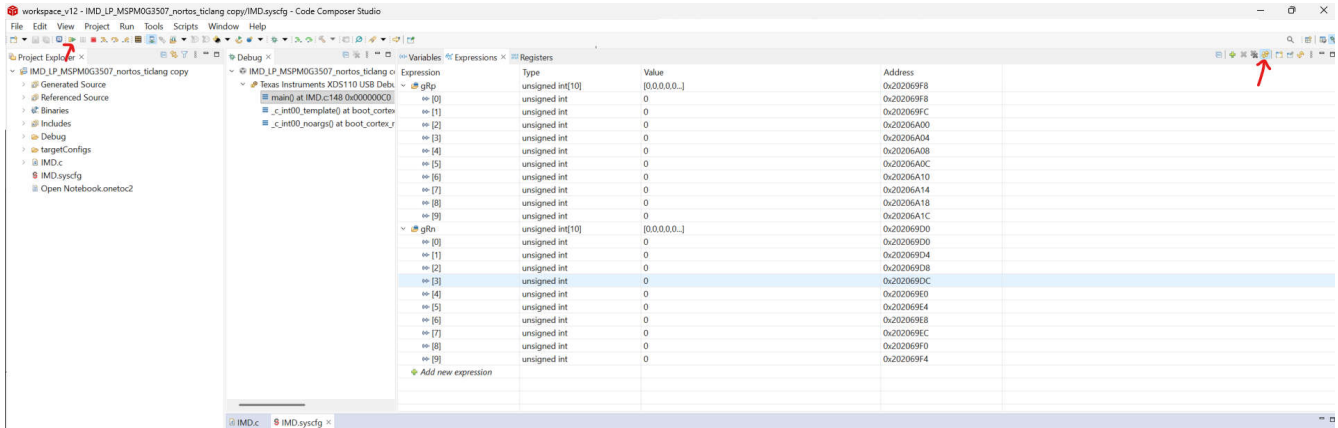 workspace_v12 - IMD_LP_MSPM0G3507_nortos_ticlang copy/IMD.syscfg - Code Composer Studio
File Edit View Project Run Tools Scripts Window Help
Project Explorer
IMD_LP_MSPM0G3507_nortos_ticlang copy
Generated Source
Referenced Source
Binaries
Includes
Debug
targetConfigs
IMD.c
IMD.syscfg
Open Notebook.onetoc2
Debug
IMD_LP_MSPM0G3507_nortos_ticlang c
Texas Instruments XDS110 USB Debu
main() at IMD.c:148 0x000000C0
_c_int00_template() at boot_cortex
_c_int00_noargs() at boot_cortex_r
Variables Expressions Registers
Expression Type Value Address
gRp unsigned int[10] [0,0,0,0,0...] 0x202069F8
[0] unsigned int 0 0x202069F8
[1] unsigned int 0 0x202069FC
[2] unsigned int 0 0x20206A00
[3] unsigned int 0 0x20206A04
[4] unsigned int 0 0x20206A08
[5] unsigned int 0 0x20206A0C
[6] unsigned int 0 0x20206A10
[7] unsigned int 0 0x20206A14
[8] unsigned int 0 0x20206A18
[9] unsigned int 0 0x20206A1C
gRn unsigned int[10] [0,0,0,0,0...] 0x202069D0
[0] unsigned int 0 0x202069D0
[1] unsigned int 0 0x202069D4
[2] unsigned int 0 0x202069D8
[3] unsigned int 0 0x202069DC
[4] unsigned int 0 0x202069E0
[5] unsigned int 0 0x202069E4
[6] unsigned int 0 0x202069E8
[7] unsigned int 0 0x202069EC
[8] unsigned int 0 0x202069F0
[9] unsigned int 0 0x202069F4
Add new expression
IMD.c IMD.syscfg